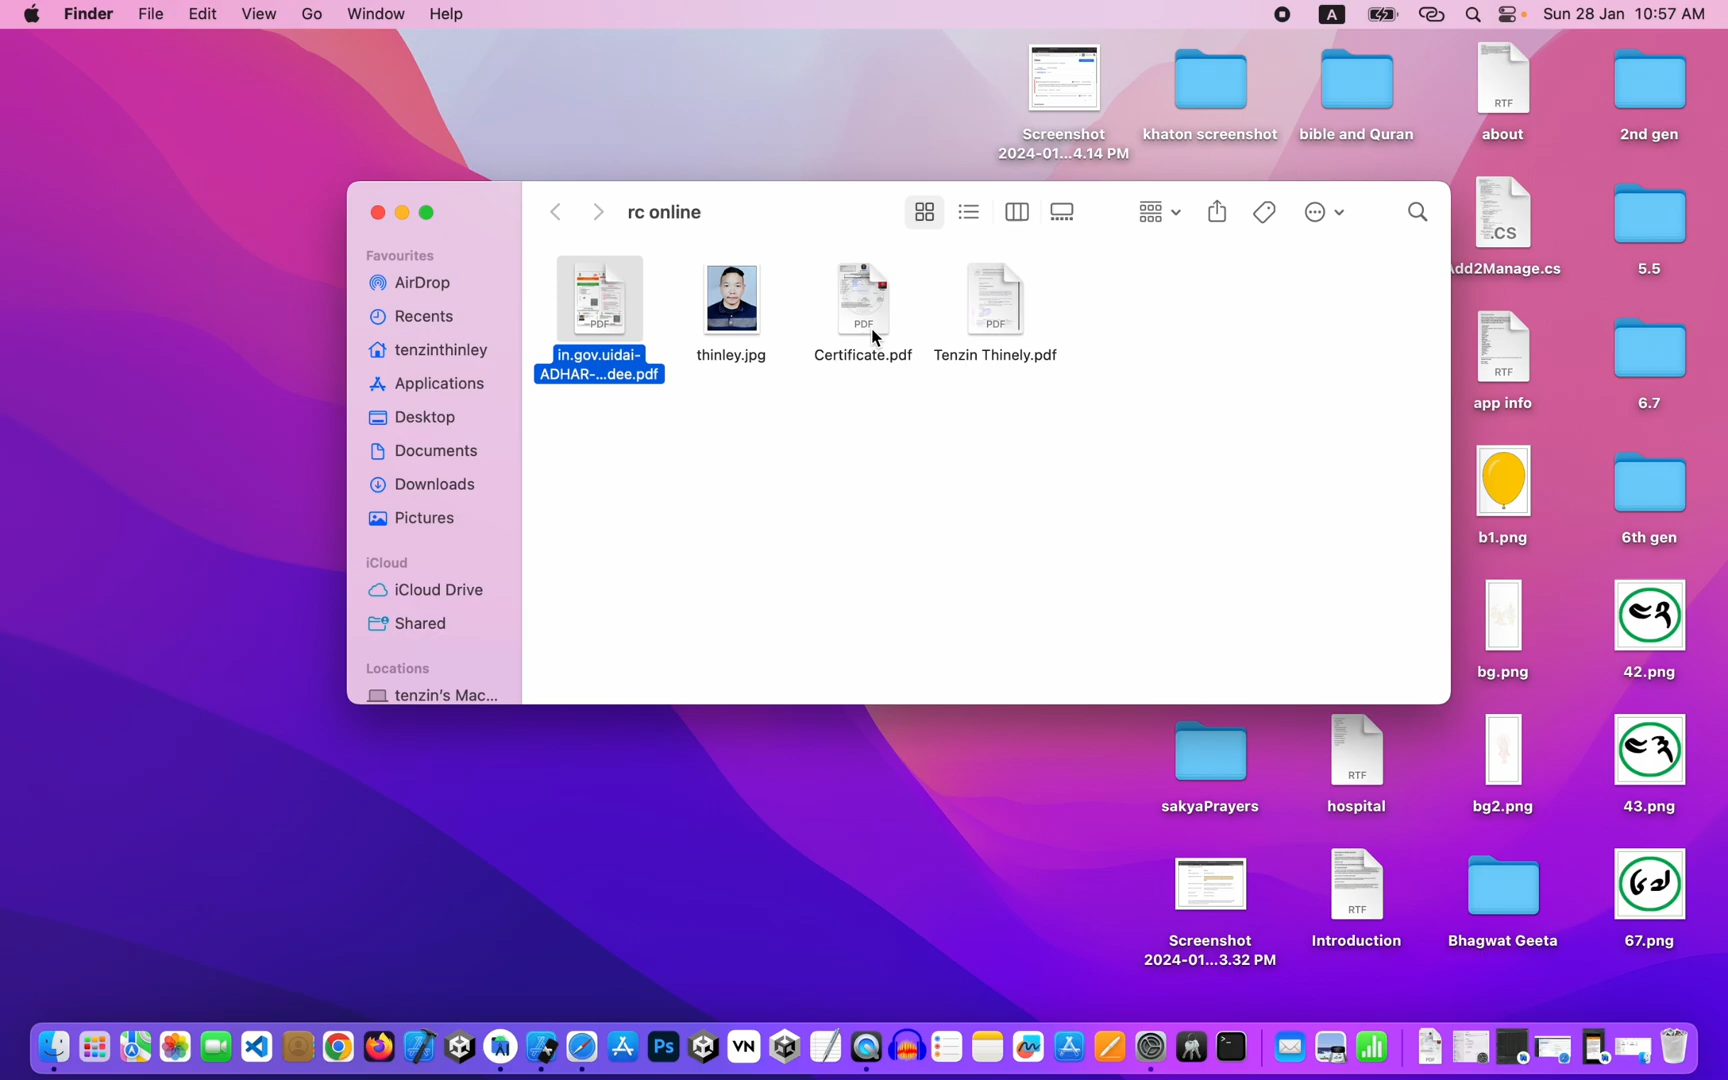 Finder File Edit View Go Window Help
A
Sun 28 Jan 10:57 AM
Screenshot
2024-01...4.14 PM
khaton screenshot
bible and Quran
RTF
about
2nd gen
rc online
Favourites
AirDrop
Recents
tenzinthinley
Applications
Desktop
Documents
Downloads
Pictures
iCloud
iCloud Drive
Shared
Locations
tenzin's Mac...
PDF
in.gov.uidai-
ADHAR-...dee.pdf
thinley.jpg
PDF
Certificate.pdf
PDF
Tenzin Thinely.pdf
.CS
Add2Manage.cs
5.5
RTF
app info
6.7
b1.png
6th gen
bg.png
42.png
sakyaPrayers
RTF
hospital
bg2.png
43.png
Screenshot
2024-01...3.32 PM
RTF
Introduction
Bhagwat Geeta
67.png
Ps
VN
PDF